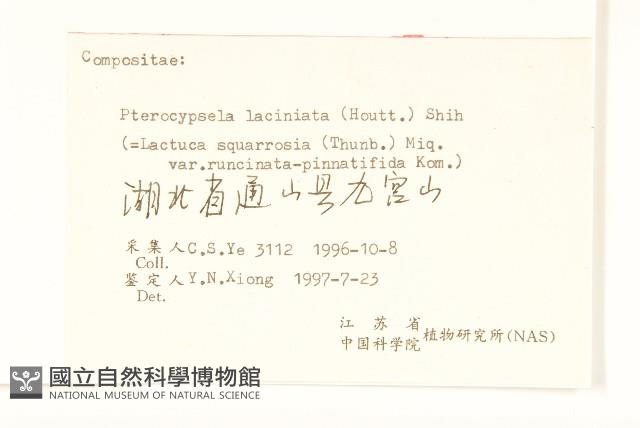 Compositae:
Pterocypsela laciniata (Houtt.) Shih
(=Lactuca squarrosia (Thunb.) Miq.
var.runcinata-pinnatifida Kom.)
湖北省通山县九宫山
采集人 C.S.Ye 3112 1996-10-8
Coll.
鉴定人 Y.N.Xiong 1997-7-23
Det.
江苏省
中国科学院 植物研究所(NAS)
國立自然科學博物館
NATIONAL MUSEUM OF NATURAL SCIENCE